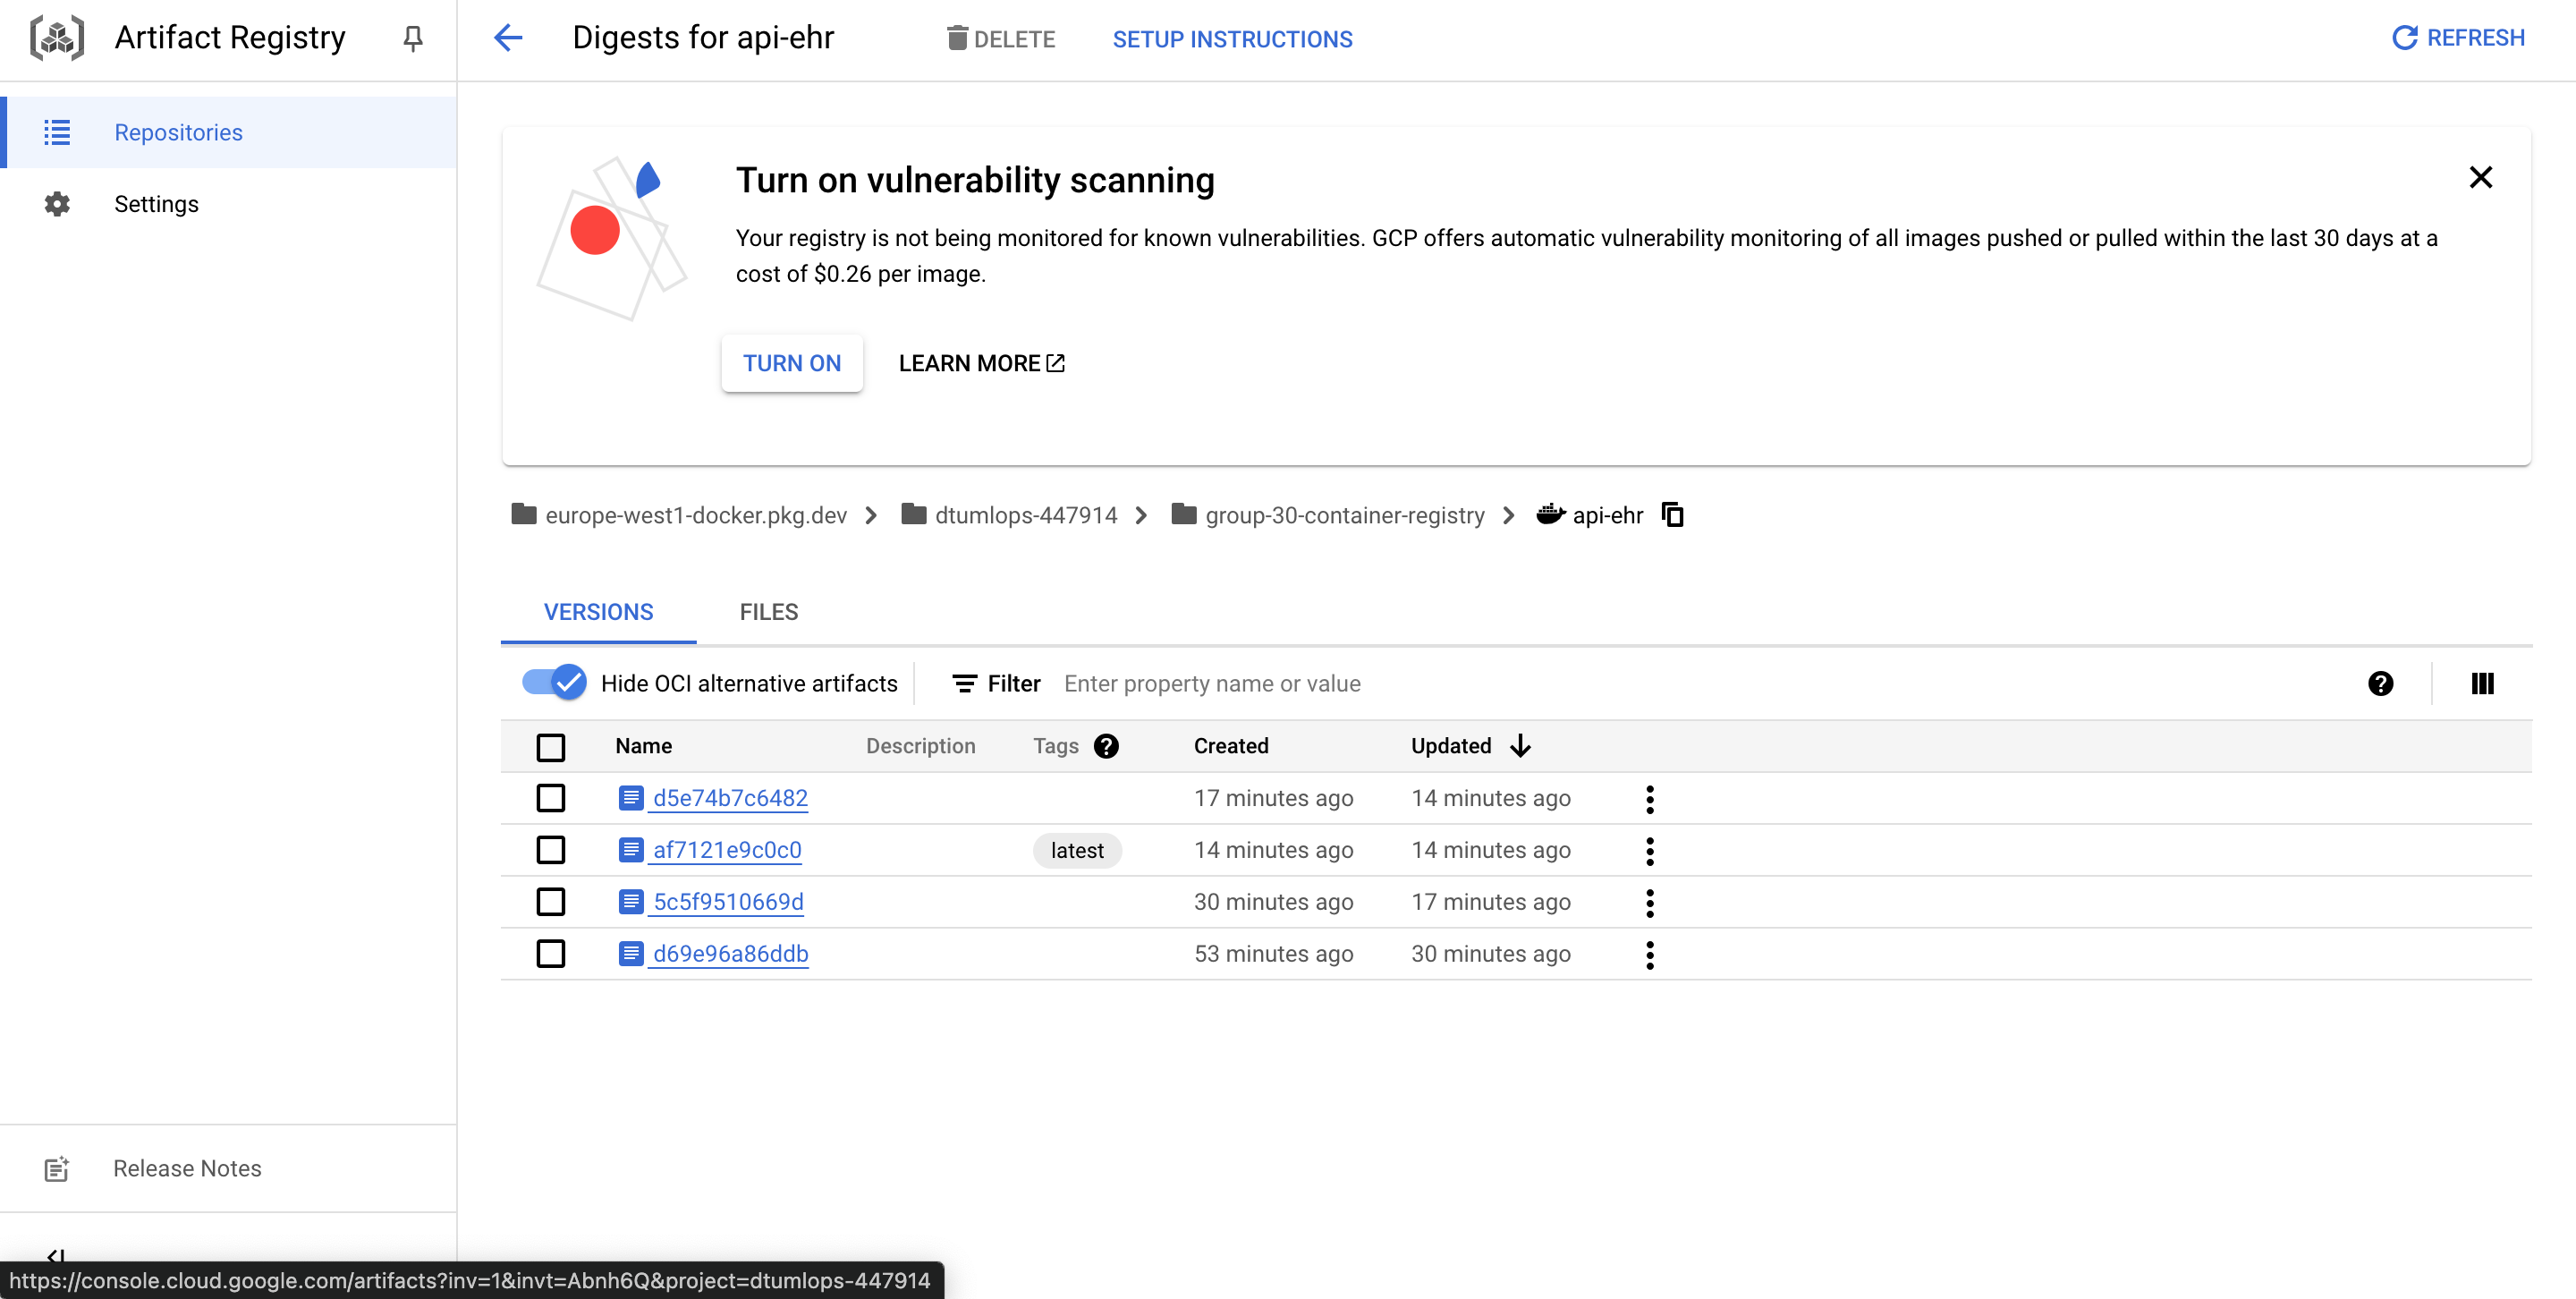 Artifact Registry
Digests for api-ehr
DELETE
SETUP INSTRUCTIONS
REFRESH
Repositories
Settings
Turn on vulnerability scanning
Your registry is not being monitored for known vulnerabilities. GCP offers automatic vulnerability monitoring of all images pushed or pulled within the last 30 days at a
cost of $0.26 per image.
TURN ON
LEARN MORE
europe-west1-docker.pkg.dev
dtumlops-447914
group-30-container-registry
api-ehr
VERSIONS
FILES
Hide OCI alternative artifacts
Filter
Enter property name or value
Name Description Tags Created Updated
d5e74b7c6482 17 minutes ago 14 minutes ago
af7121e9c0c0 latest 14 minutes ago 14 minutes ago
5c5f9510669d 30 minutes ago 17 minutes ago
d69e96a86ddb 53 minutes ago 30 minutes ago
Release Notes
https://console.cloud.google.com/artifacts?inv=1&invt=Abnh6Q&project=dtumlops-447914